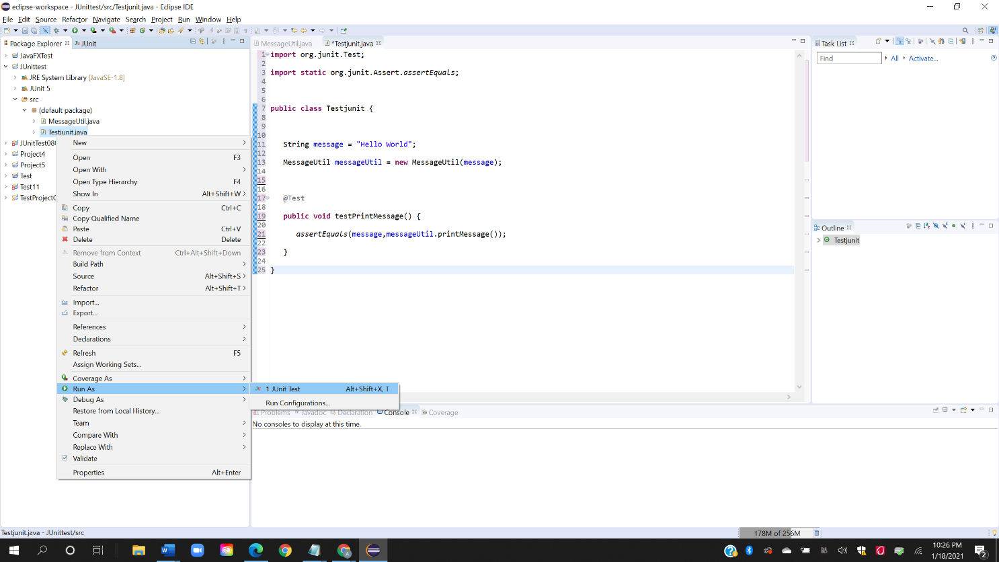 eclipse-workspace - JUnittest/src/Testjunit.java - Eclipse IDE
File Edit Source Refactor Navigate Search Project Run Window Help
Package Explorer JUnit
JavaFXTest
JUnittest
JRE System Library [JavaSE-1.8]
JUnit 5
src
(default package)
MessageUtil.java
Testjunit.java
JUnitTest08
Project4
Project5
Test
Test11
TestProject
New
Open F3
Open With
Open Type Hierarchy F4
Show In Alt+Shift+W
Copy Ctrl+C
Copy Qualified Name
Paste Ctrl+V
Delete Delete
Remove from Context Ctrl+Alt+Shift+Down
Build Path
Source Alt+Shift+S
Refactor Alt+Shift+T
Import...
Export...
References
Declarations
Refresh F5
Assign Working Sets...
Coverage As
Run As
Debug As
Restore from Local History...
Team
Compare With
Replace With
Validate
Properties Alt+Enter
1 JUnit Test Alt+Shift+X, T
Run Configurations...
MessageUtil.java *Testjunit.java
1 import org.junit.Test;
2
3 import static org.junit.Assert.assertEquals;
4
5
6
7 public class Testjunit {
8
9
10
11 String message = "Hello World";
12
13 MessageUtil messageUtil = new MessageUtil(message);
14
15
16
17 @Test
18
19 public void testPrintMessage() {
20
21 assertEquals(message,messageUtil.printMessage());
22
23 }
24
25 }
Problems Javadoc Declaration Console Coverage
No consoles to display at this time.
Task List
Find All Activate...
Outline
Testjunit
Testjunit.java - JUnittest/src
178M of 256M
10:26 PM
1/18/2021
2